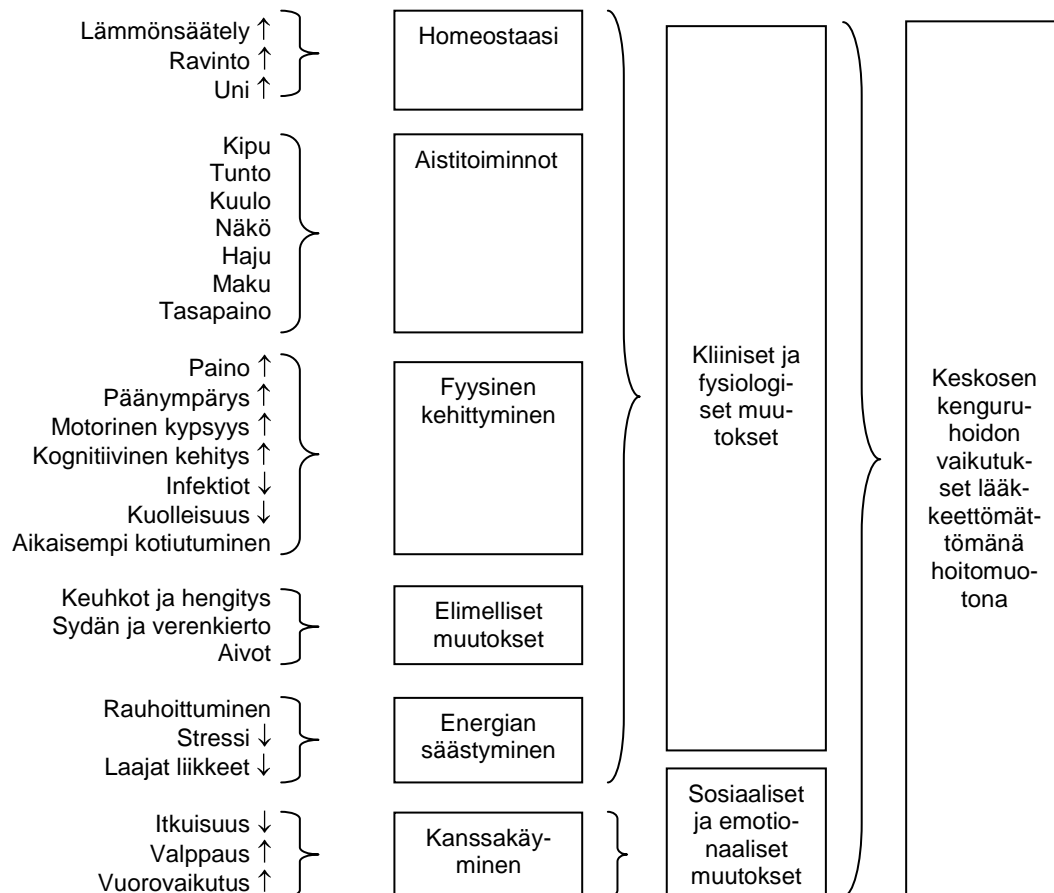 Lämmönsäätely ↑
Ravinto ↑
Uni ↑
Homeostaasi
Kipu
Tunto
Kuulo
Näkö
Haju
Maku
Tasapaino
Aistitoiminnot
Paino ↑
Päänympärys ↑
Motorinen kypsyys ↑
Kognitiivinen kehitys ↑
Infektiot ↓
Kuolleisuus ↓
Aikaisempi kotiutuminen
Fyysinen
kehittyminen
Keuhkot ja hengitys
Sydän ja verenkierto
Aivot
Elimelliset
muutokset
Rauhoittuminen
Stressi ↓
Laajat liikkeet ↓
Energian
säästyminen
Itkuisuus ↓
Valppaus ↑
Vuorovaikutus ↑
Kanssakäy-
minen
Kliiniset ja
fysiologi-
set muu-
tokset
Sosiaaliset
ja emotio-
naaliset
muutokset
Keskosen
kenguru-
hoidon
vaikutuk-
set lääk-
keettömät-
tömänä
hoitomuo-
tona